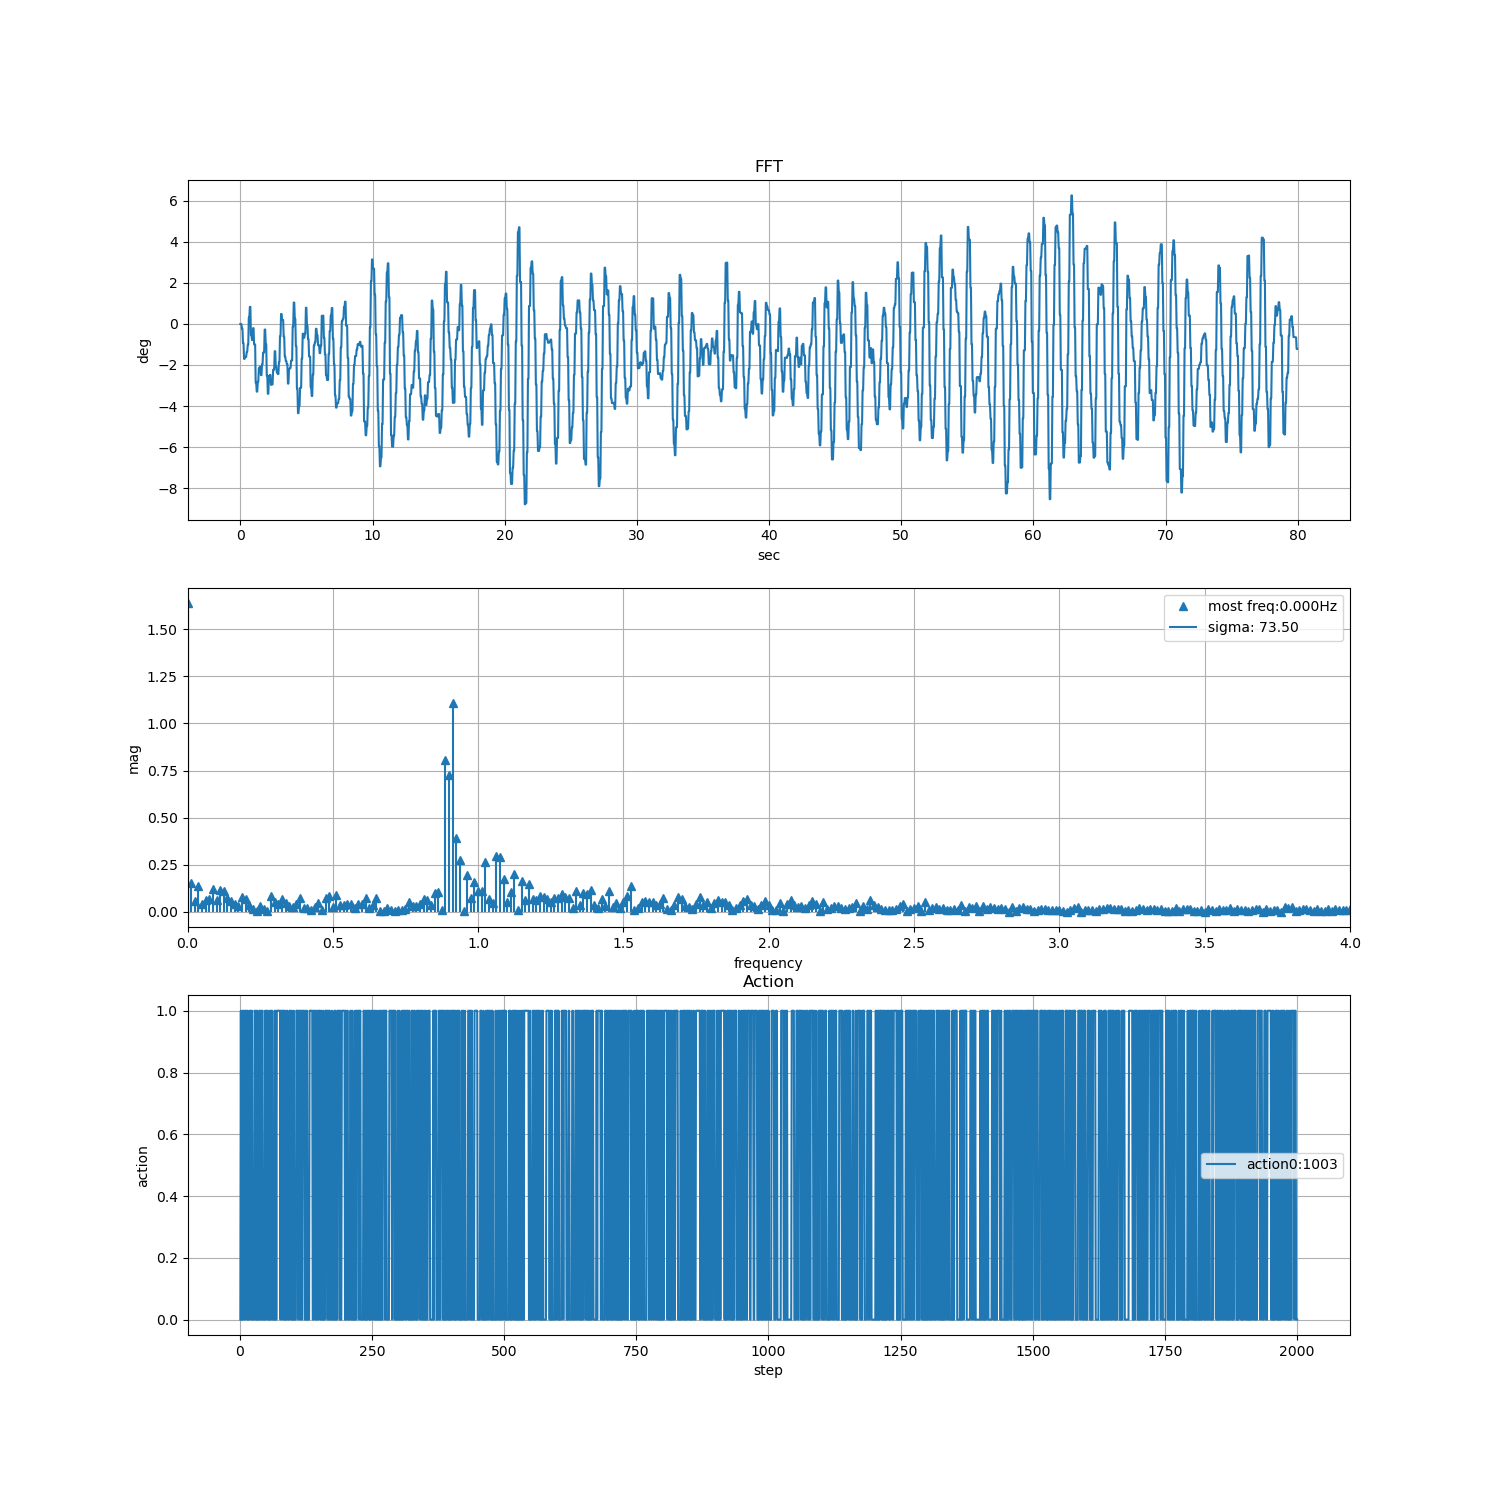 FFT
6
4
2
0
−2
−4
−6
−8
deg
0 10 20 30 40 50 60 70 80
sec
most freq:0.000Hz
sigma: 73.50
1.50
1.25
1.00
0.75
0.50
0.25
0.00
mag
0.0 0.5 1.0 1.5 2.0 2.5 3.0 3.5 4.0
frequency
Action
1.0
0.8
0.6
0.4
0.2
0.0
action
action0:1003
0 250 500 750 1000 1250 1500 1750 2000
step